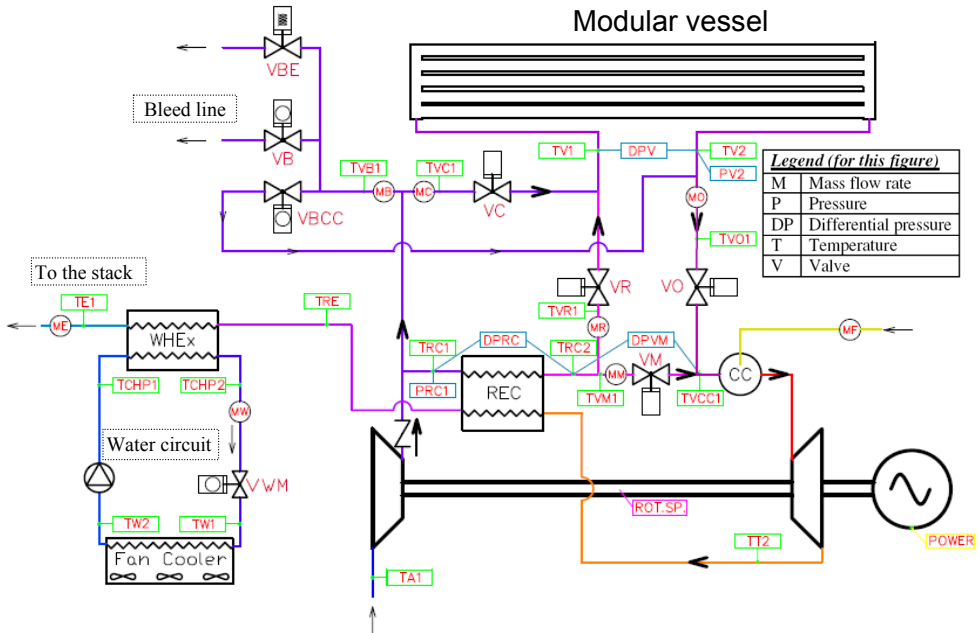 Modular vessel
VBE
Bleed line
VB
VBCC
TVB1
MB
MC
TVC1
VC
TV1
DPV
TV2
PV2
MO
TVO1
Legend (for this figure)
M Mass flow rate
P Pressure
DP Differential pressure
T Temperature
V Valve
To the stack
TE1
ME
WHEx
TRE
VR
VO
TVR1
MR
TRC1
DPRC
TRC2
DPVM
MF
PRC1
REC
VM
MM
TVM1
TVCC1
CC
TCHP1
TCHP2
MW
Water circuit
VWM
TW2
TW1
Fan Cooler
ROT.SP.
TT2
POWER
TA1